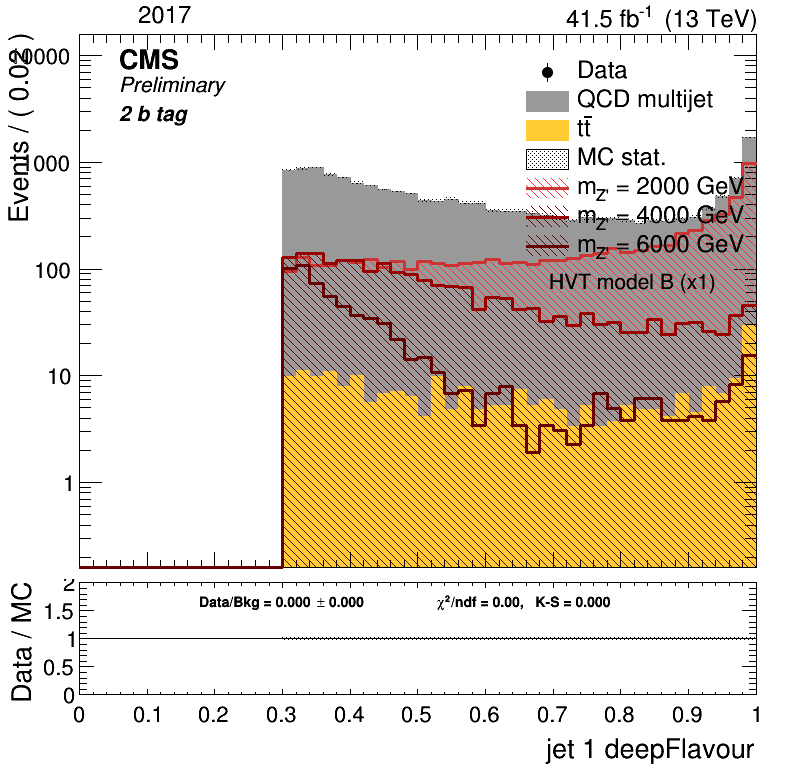 2017
41.5 fb-1 (13 TeV)
CMS
Preliminary
2 b tag
Data
QCD multijet
tt̄
MC stat.
mZ' = 2000 GeV
mZ' = 4000 GeV
mZ' = 6000 GeV
HVT model B (x1)
Events / ( 0.02 )
10000
1000
100
10
1
Data/Bkg = 0.000 ± 0.000
χ²/ndf = 0.00, K-S = 0.000
Data / MC
2
1.5
1
0.5
0
0 0.1 0.2 0.3 0.4 0.5 0.6 0.7 0.8 0.9 1
jet 1 deepFlavour